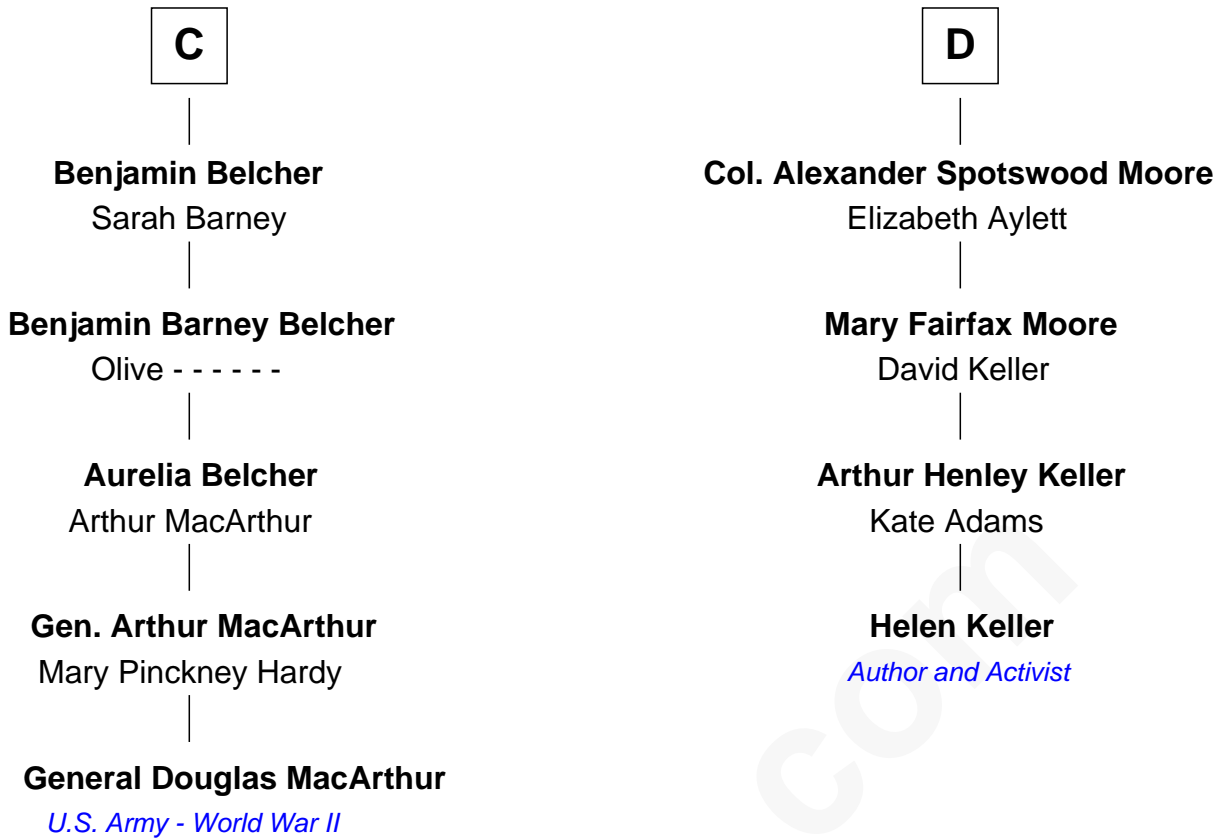 C
Benjamin Belcher
Sarah Barney
Benjamin Barney Belcher
Olive - - - - - -
Aurelia Belcher
Arthur MacArthur
Gen. Arthur MacArthur
Mary Pinckney Hardy
General Douglas MacArthur
U.S. Army - World War II
D
Col. Alexander Spotswood Moore
Elizabeth Aylett
Mary Fairfax Moore
David Keller
Arthur Henley Keller
Kate Adams
Helen Keller
Author and Activist
com